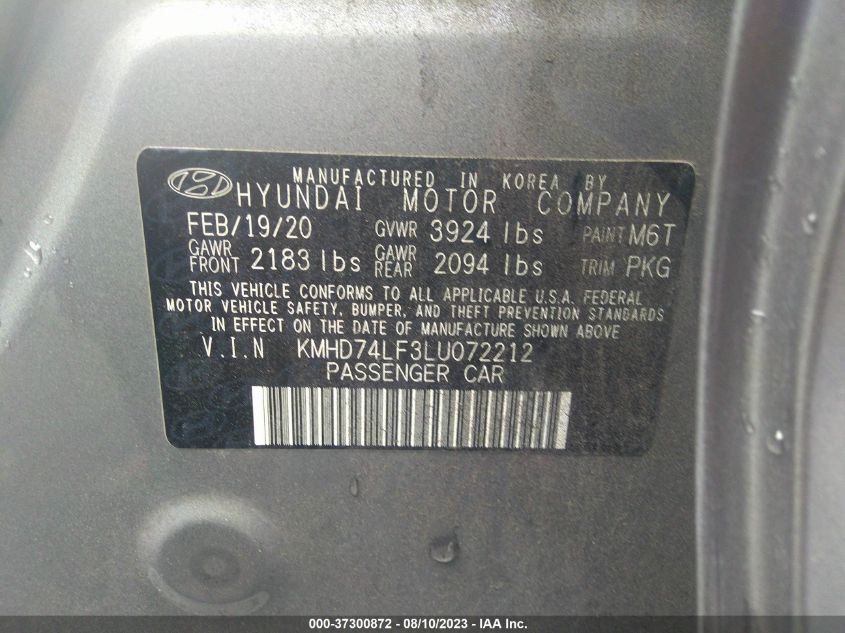 MANUFACTURED IN KOREA BY
HYUNDAI MOTOR COMPANY
FEB/19/20 GVWR 3924 lbs PAINT M6T
GAWR FRONT 2183 lbs GAWR REAR 2094 lbs TRIM PKG
THIS VEHICLE CONFORMS TO ALL APPLICABLE U.S.A. FEDERAL
MOTOR VEHICLE SAFETY, BUMPER, AND THEFT PREVENTION STANDARDS
IN EFFECT ON THE DATE OF MANUFACTURE SHOWN ABOVE
V.I.N KMHD74LF3LU072212
PASSENGER CAR
000-37300872 - 08/10/2023 - IAA Inc.